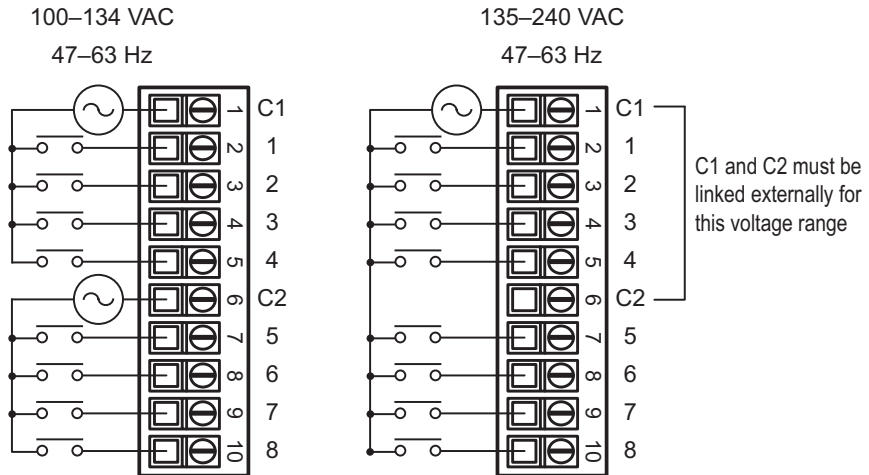 100–134 VAC
47–63 Hz
1 C1
2 1
3 2
4 3
5 4
6 C2
7 5
8 6
9 7
10 8
135–240 VAC
47–63 Hz
1 C1
2 1
3 2
4 3
5 4
6 C2
7 5
8 6
9 7
10 8
C1 and C2 must be
linked externally for
this voltage range